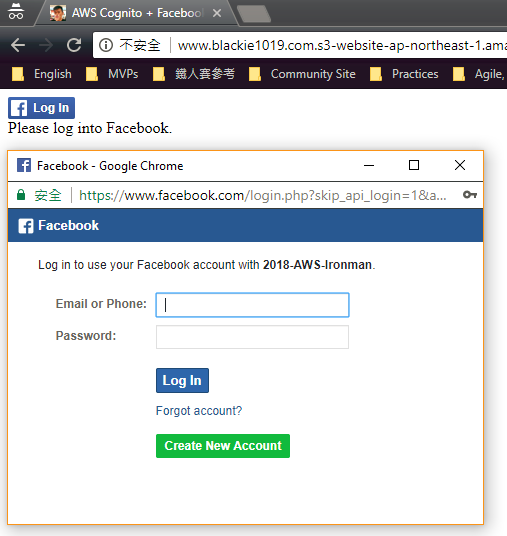 AWS Cognito + Facebook
不安全 www.blackie1019.com.s3-website-ap-northeast-1.ama
English MVPs 鐵人賽參考 Community Site Practices Agile,
Log In
Please log into Facebook.
Facebook - Google Chrome
安全 https://www.facebook.com/login.php?skip_api_login=1&a...
Facebook
Log in to use your Facebook account with 2018-AWS-Ironman.
Email or Phone:
Password:
Log In
Forgot account?
Create New Account